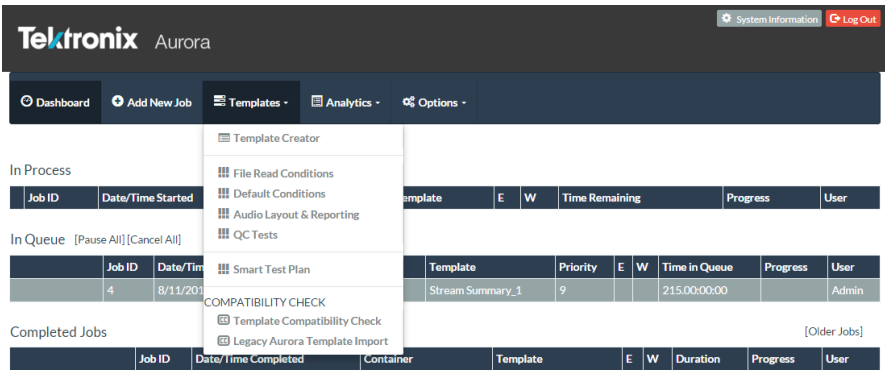 System Information Log Out
Tektronix Aurora
Dashboard Add New Job Templates Analytics Options
Template Creator
File Read Conditions
Default Conditions
Audio Layout & Reporting
QC Tests
Smart Test Plan
COMPATIBILITY CHECK
Template Compatibility Check
Legacy Aurora Template Import
In Process
Job ID Date/Time Started emplate E W Time Remaining Progress User
In Queue [Pause All] [Cancel All]
Job ID Date/Tim Template Priority E W Time in Queue Progress User
4 8/11/201 Stream Summary_1 9 215.00:00:00 Admin
Completed Jobs [Older Jobs]
Job ID Date/Time Completed Container Template E W Duration Progress User